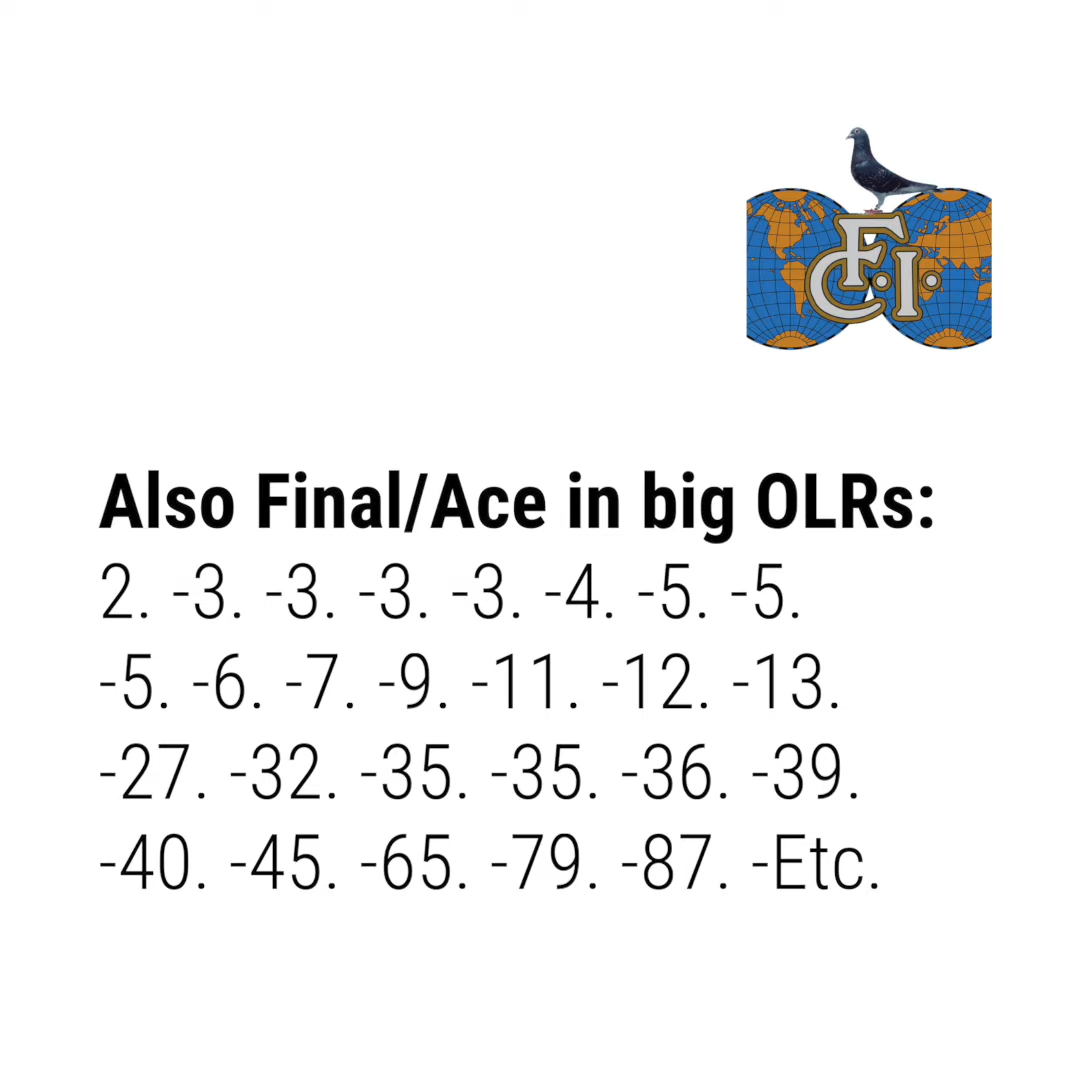 F.C.I.
Also Final/Ace in big OLRs:
2. -3. -3. -3. -3. -4. -5. -5.
-5. -6. -7. -9. -11. -12. -13.
-27. -32. -35. -35. -36. -39.
-40. -45. -65. -79. -87. -Etc.